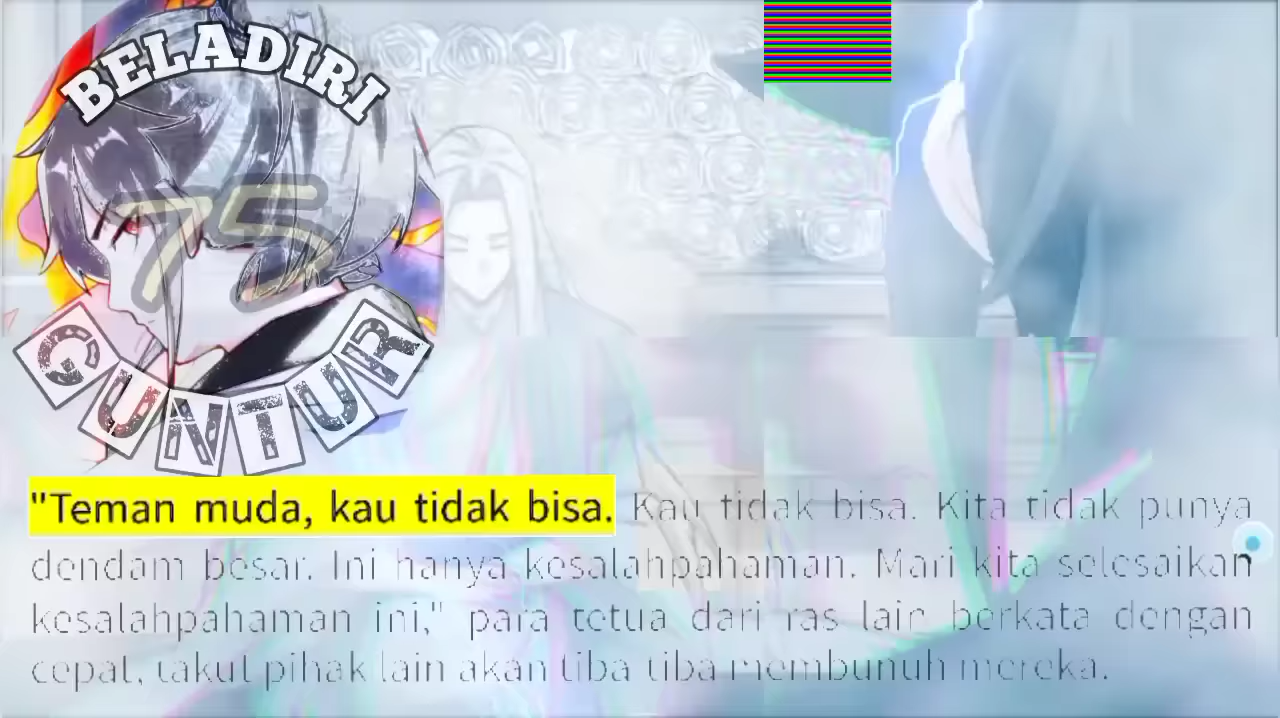 BELADIRI
75
GUNTUR
"Teman muda, kau tidak bisa. Kau tidak bisa. Kita tidak punya
dendam besar. Ini hanya kesalahpahaman. Mari kita selesaikan
kesalahpahaman ini," para tetua dari ras lain berkata dengan
cepat, takut pihak lain akan tiba tiba membunuh mereka.